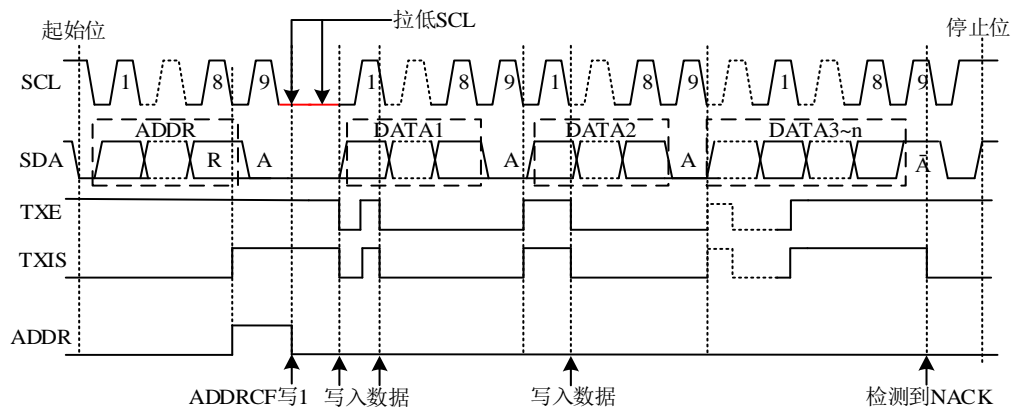 拉低SCL
起始位
停止位
SCL 1 8 9 1 8 9 1 8 9 1 8 9
ADDR DATA1 DATA2 DATA3~n
SDA R A A A Ā
TXE
TXIS
ADDR
ADDRCF写1 写入数据 写入数据 检测到NACK